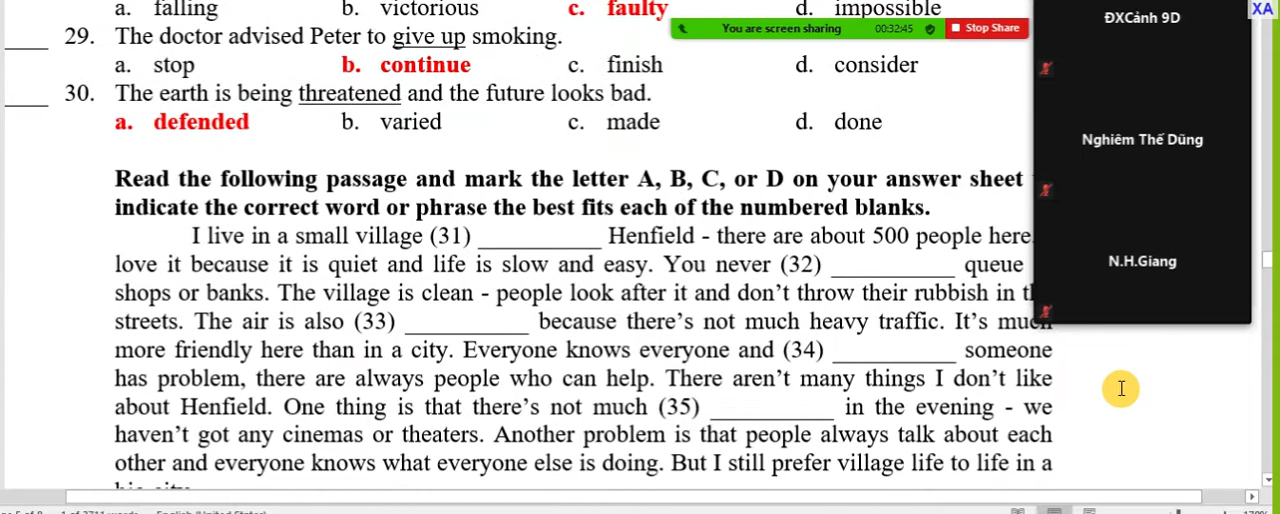 a. falling b. victorious c. faulty d. impossible
XA
ĐXCảnh 9D
You are screen sharing 00:32:45 Stop Share
____ 29. The doctor advised Peter to give up smoking.
a. stop b. continue c. finish d. consider
____ 30. The earth is being threatened and the future looks bad.
a. defended b. varied c. made d. done
Nghiêm Thế Dũng
Read the following passage and mark the letter A, B, C, or D on your answer sheet
indicate the correct word or phrase the best fits each of the numbered blanks.
I live in a small village (31) __________ Henfield - there are about 500 people here.
N.H.Giang
love it because it is quiet and life is slow and easy. You never (32) __________ queue
shops or banks. The village is clean - people look after it and don't throw their rubbish in
streets. The air is also (33) __________ because there's not much heavy traffic. It's much
more friendly here than in a city. Everyone knows everyone and (34) __________ someone
has problem, there are always people who can help. There aren't many things I don't like
about Henfield. One thing is that there's not much (35) __________ in the evening - we
haven't got any cinemas or theaters. Another problem is that people always talk about each
other and everyone knows what everyone else is doing. But I still prefer village life to life in a